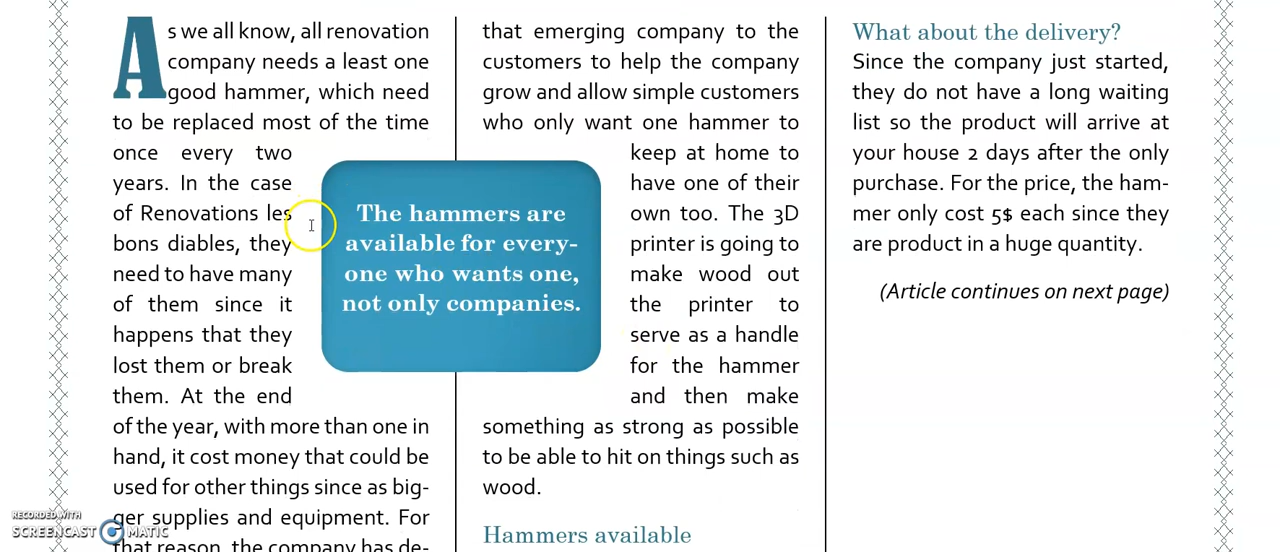 As we all know, all renovation
company needs a least one
good hammer, which need
to be replaced most of the time
once every two
years. In the case
of Renovations les
bons diables, they
need to have many
of them since it
happens that they
lost them or break
them. At the end
of the year, with more than one in
hand, it cost money that could be
used for other things since as big-
ger supplies and equipment. For
that reason, the company has de-
The hammers are
available for every-
one who wants one,
not only companies.
that emerging company to the
customers to help the company
grow and allow simple customers
who only want one hammer to
keep at home to
have one of their
own too. The 3D
printer is going to
make wood out
the printer to
serve as a handle
for the hammer
and then make
something as strong as possible
to be able to hit on things such as
wood.
Hammers available
What about the delivery?
Since the company just started,
they do not have a long waiting
list so the product will arrive at
your house 2 days after the only
purchase. For the price, the ham-
mer only cost 5$ each since they
are product in a huge quantity.
(Article continues on next page)
RECORDED WITH
SCREENCAST MATIC